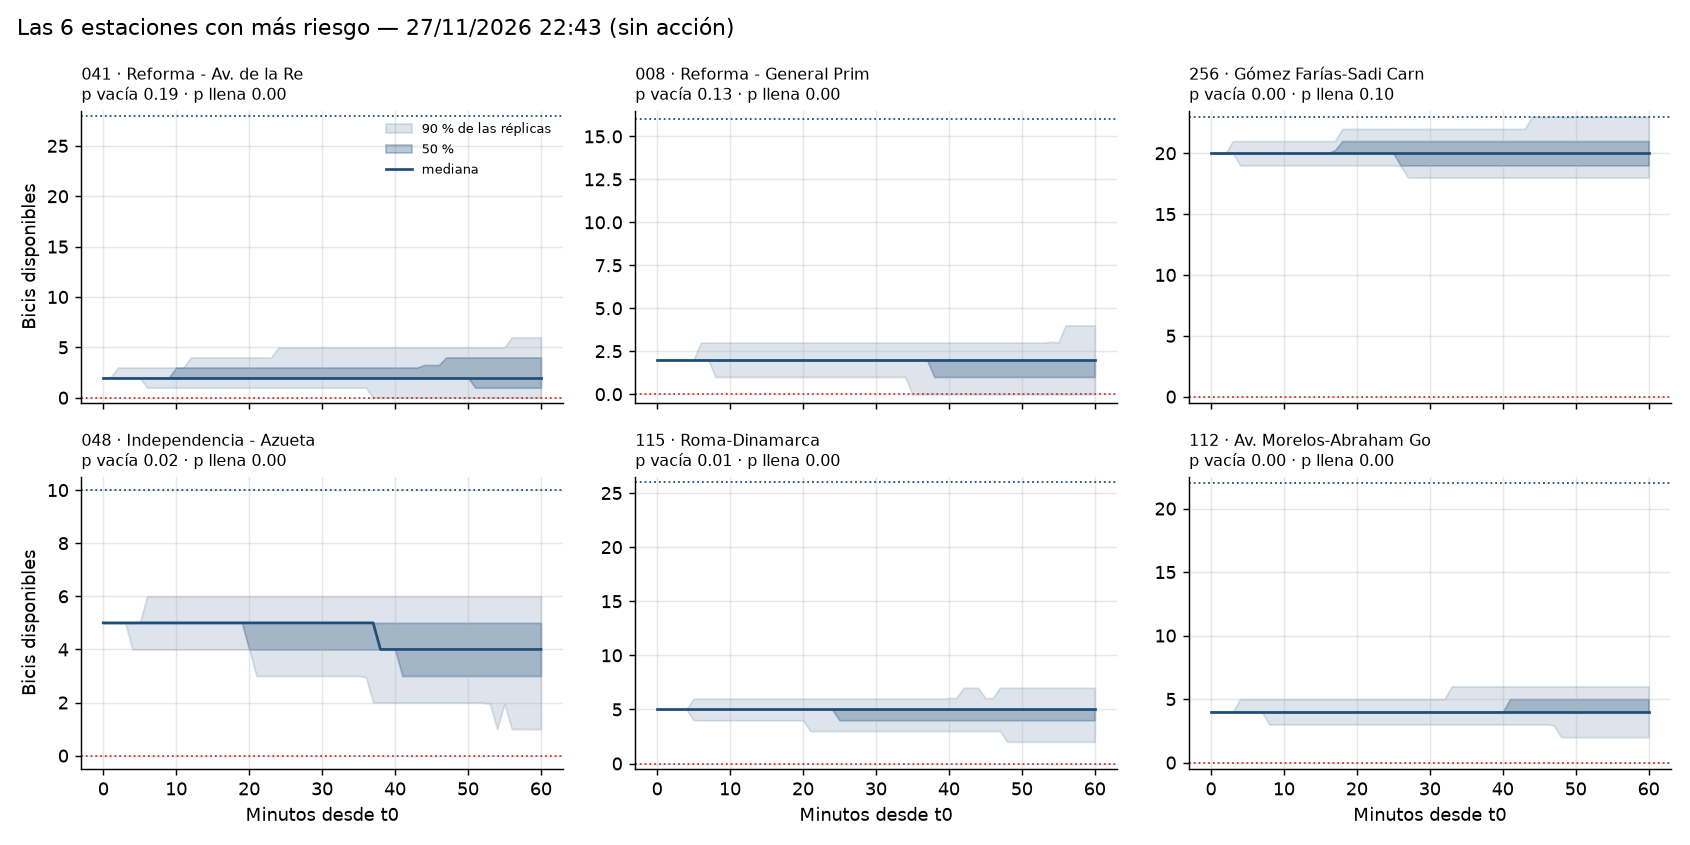 Las 6 estaciones con más riesgo — 27/11/2026 22:43 (sin acción)
041 · Reforma - Av. de la Re
p vacía 0.19 · p llena 0.00
008 · Reforma - General Prim
p vacía 0.13 · p llena 0.00
256 · Gómez Farías-Sadi Carn
p vacía 0.00 · p llena 0.10
90 % de las réplicas
50 %
mediana
Bicis disponibles
25
20
15
10
5
0
15.0
12.5
10.0
7.5
5.0
2.5
0.0
20
15
10
5
0
048 · Independencia - Azueta
p vacía 0.02 · p llena 0.00
115 · Roma-Dinamarca
p vacía 0.01 · p llena 0.00
112 · Av. Morelos-Abraham Go
p vacía 0.00 · p llena 0.00
Bicis disponibles
10
8
6
4
2
0
25
20
15
10
5
0
20
15
10
5
0
0 10 20 30 40 50 60
0 10 20 30 40 50 60
0 10 20 30 40 50 60
Minutos desde t0
Minutos desde t0
Minutos desde t0